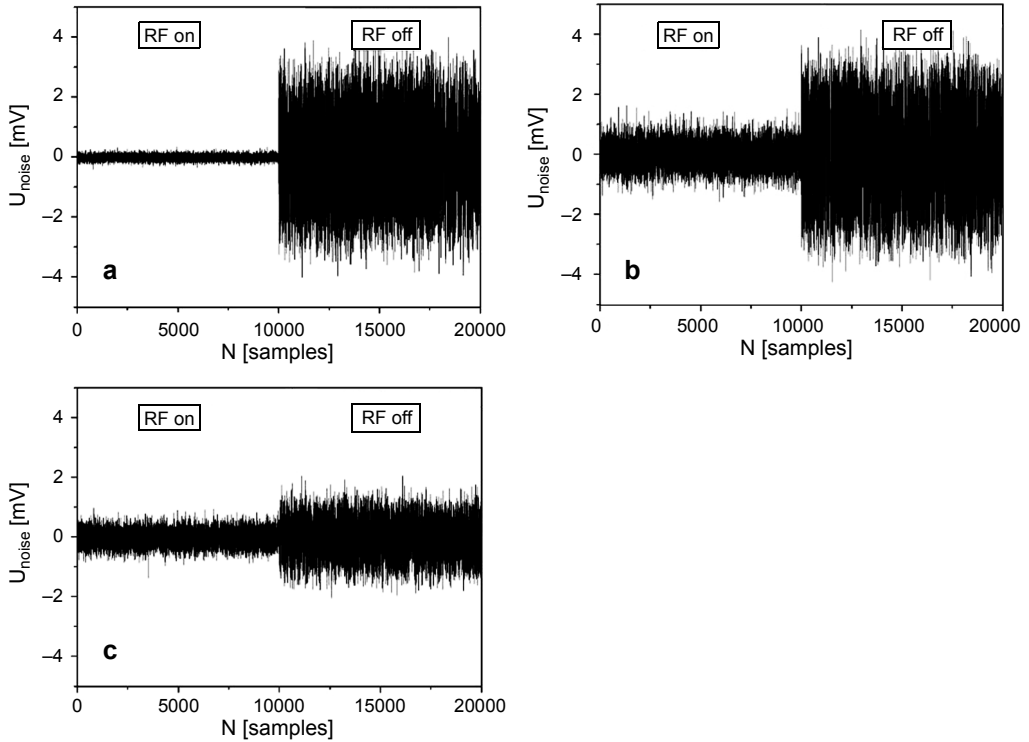 RF on
RF off
4
2
0
–2
–4
U_noise [mV]
a
0
5000
10000
15000
20000
N [samples]
RF on
RF off
4
2
0
–2
–4
U_noise [mV]
b
0
5000
10000
15000
20000
N [samples]
RF on
RF off
4
2
0
–2
–4
U_noise [mV]
c
0
5000
10000
15000
20000
N [samples]